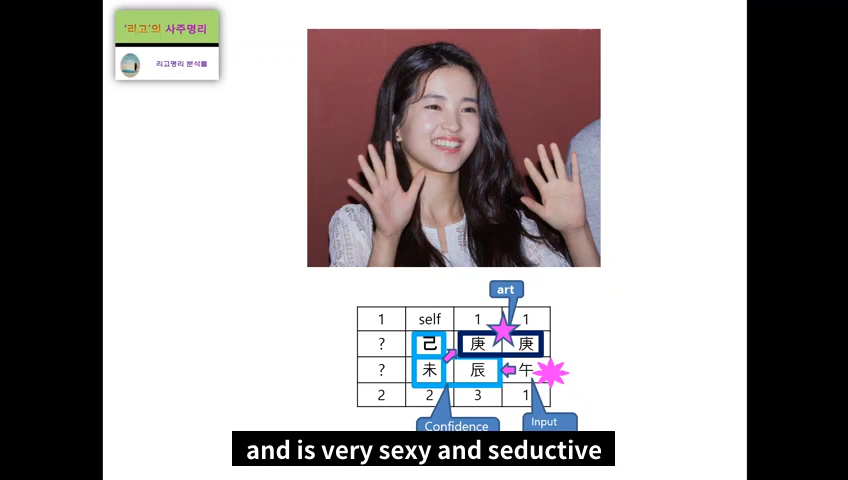 '리고'의 사주명리
리고명리 분석툴
art
1 self 1 1
? 己 庚 庚
? 未 辰 午
2 2 3 1
Confidence
Input
and is very sexy and seductive